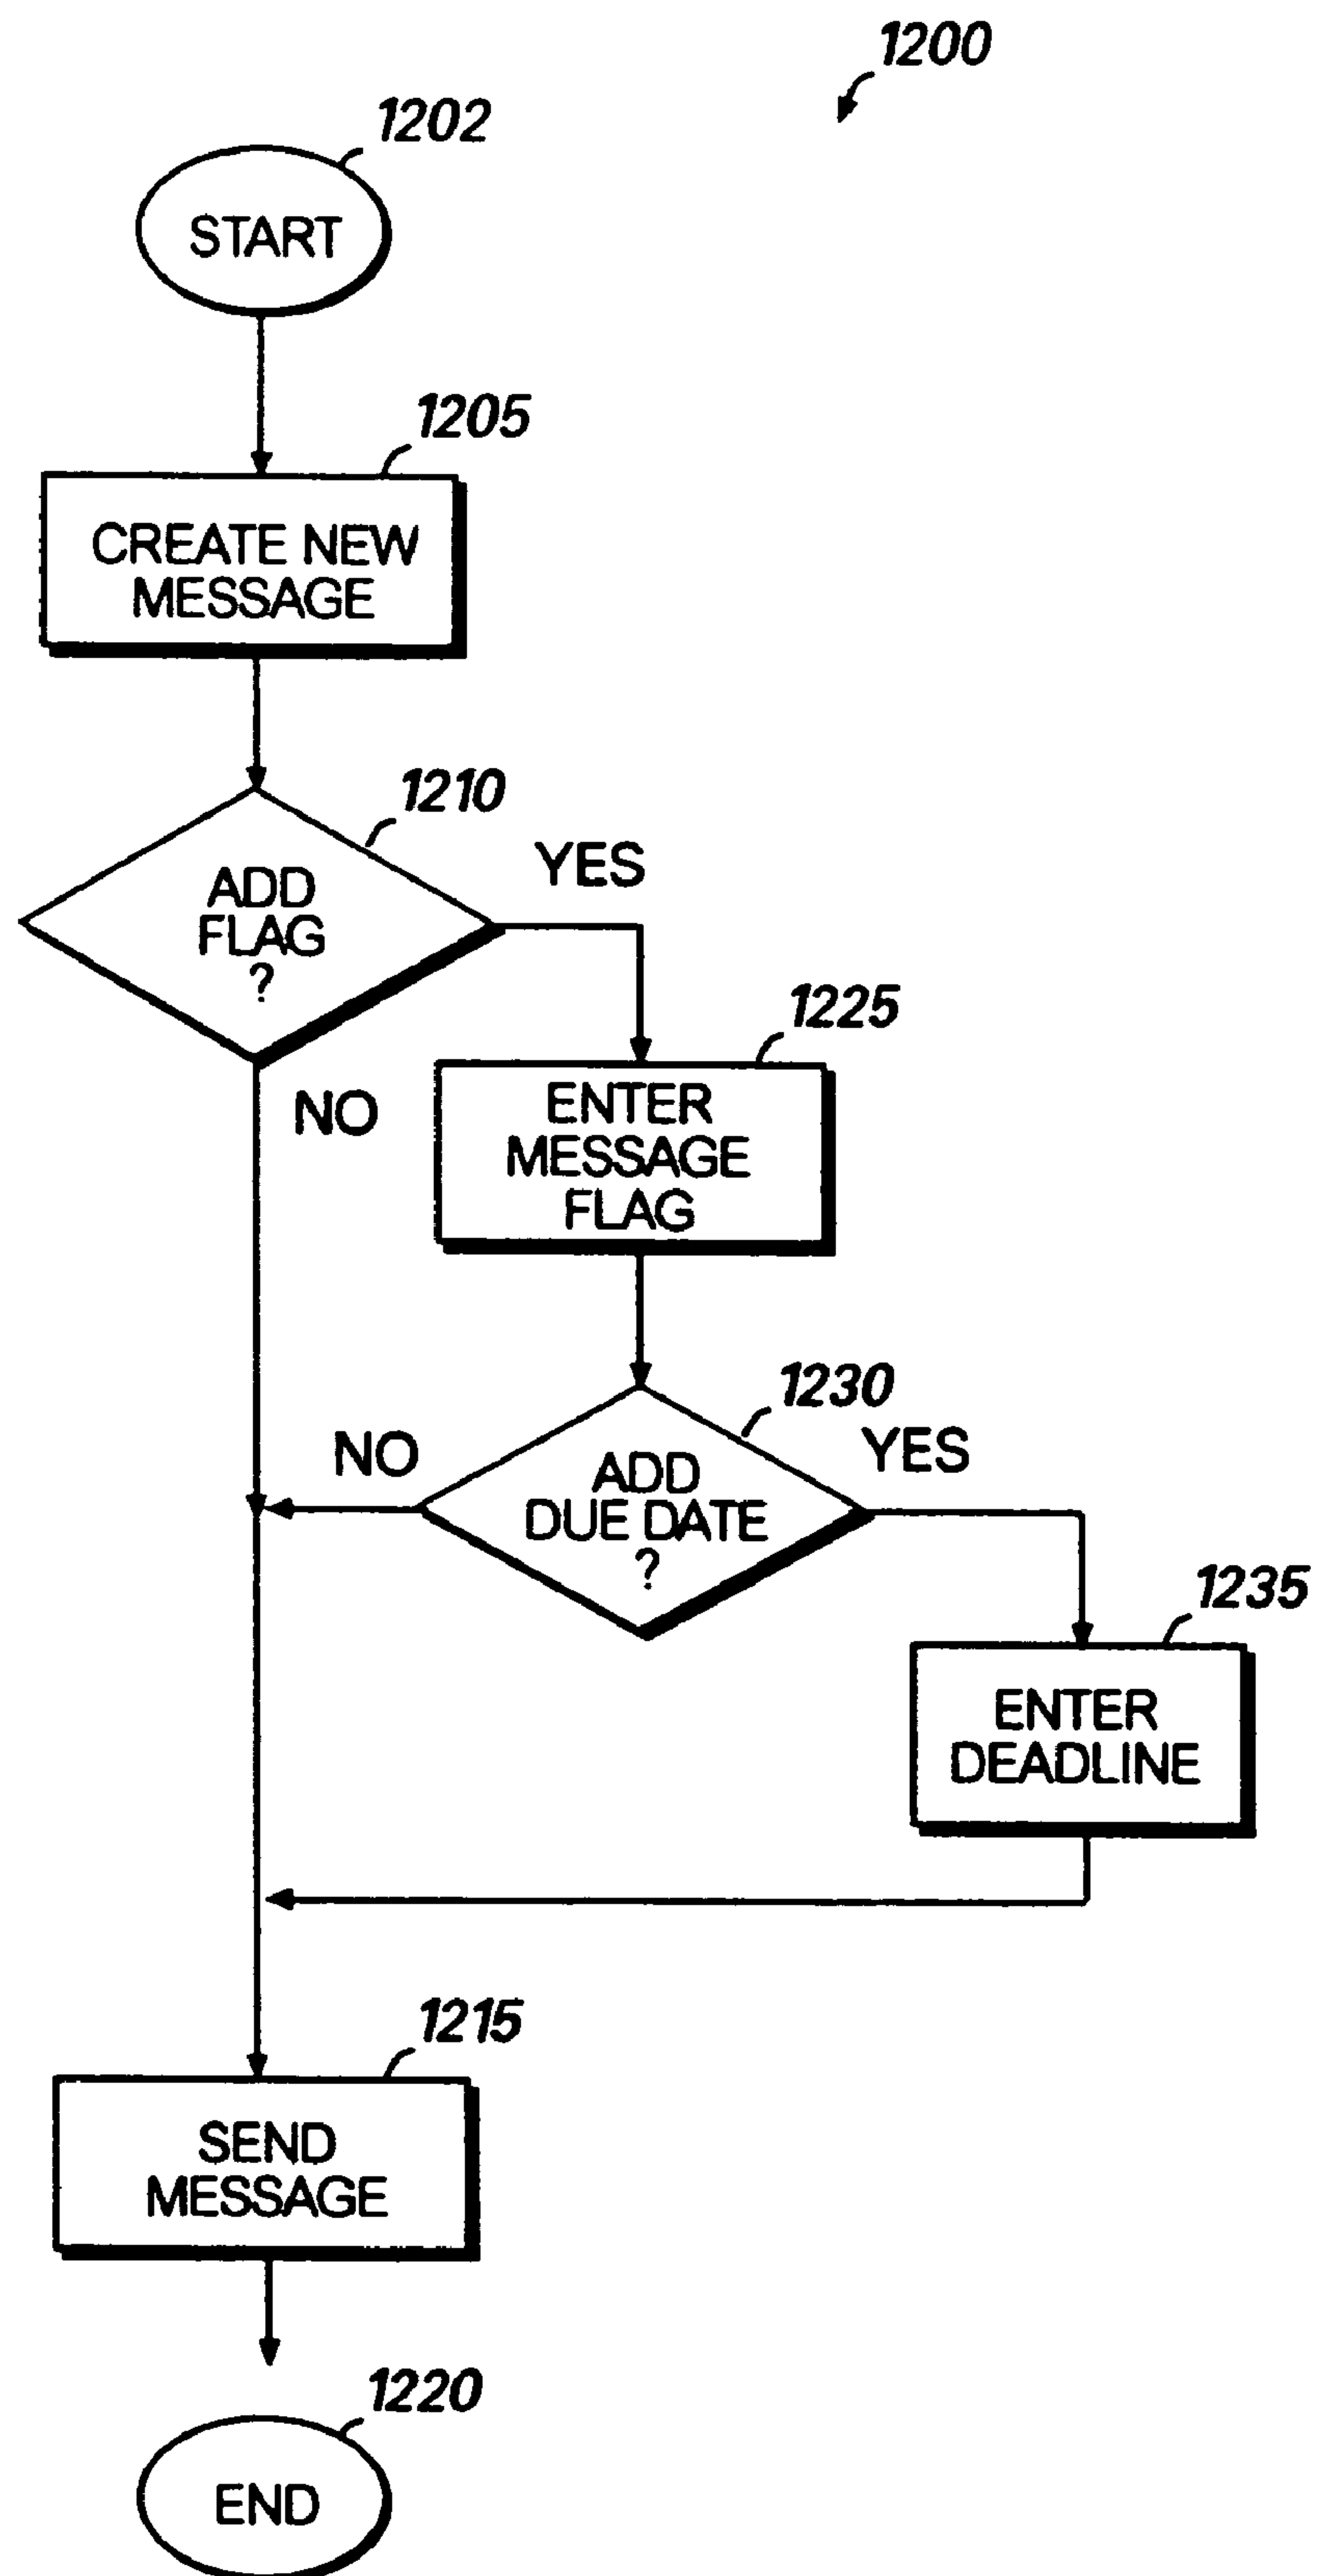 1200
1202
START
1205
CREATE NEW
MESSAGE
1210
ADD
FLAG
?
YES
NO
1225
ENTER
MESSAGE
FLAG
1230
NO
ADD
DUE DATE
?
YES
1235
ENTER
DEADLINE
1215
SEND
MESSAGE
1220
END